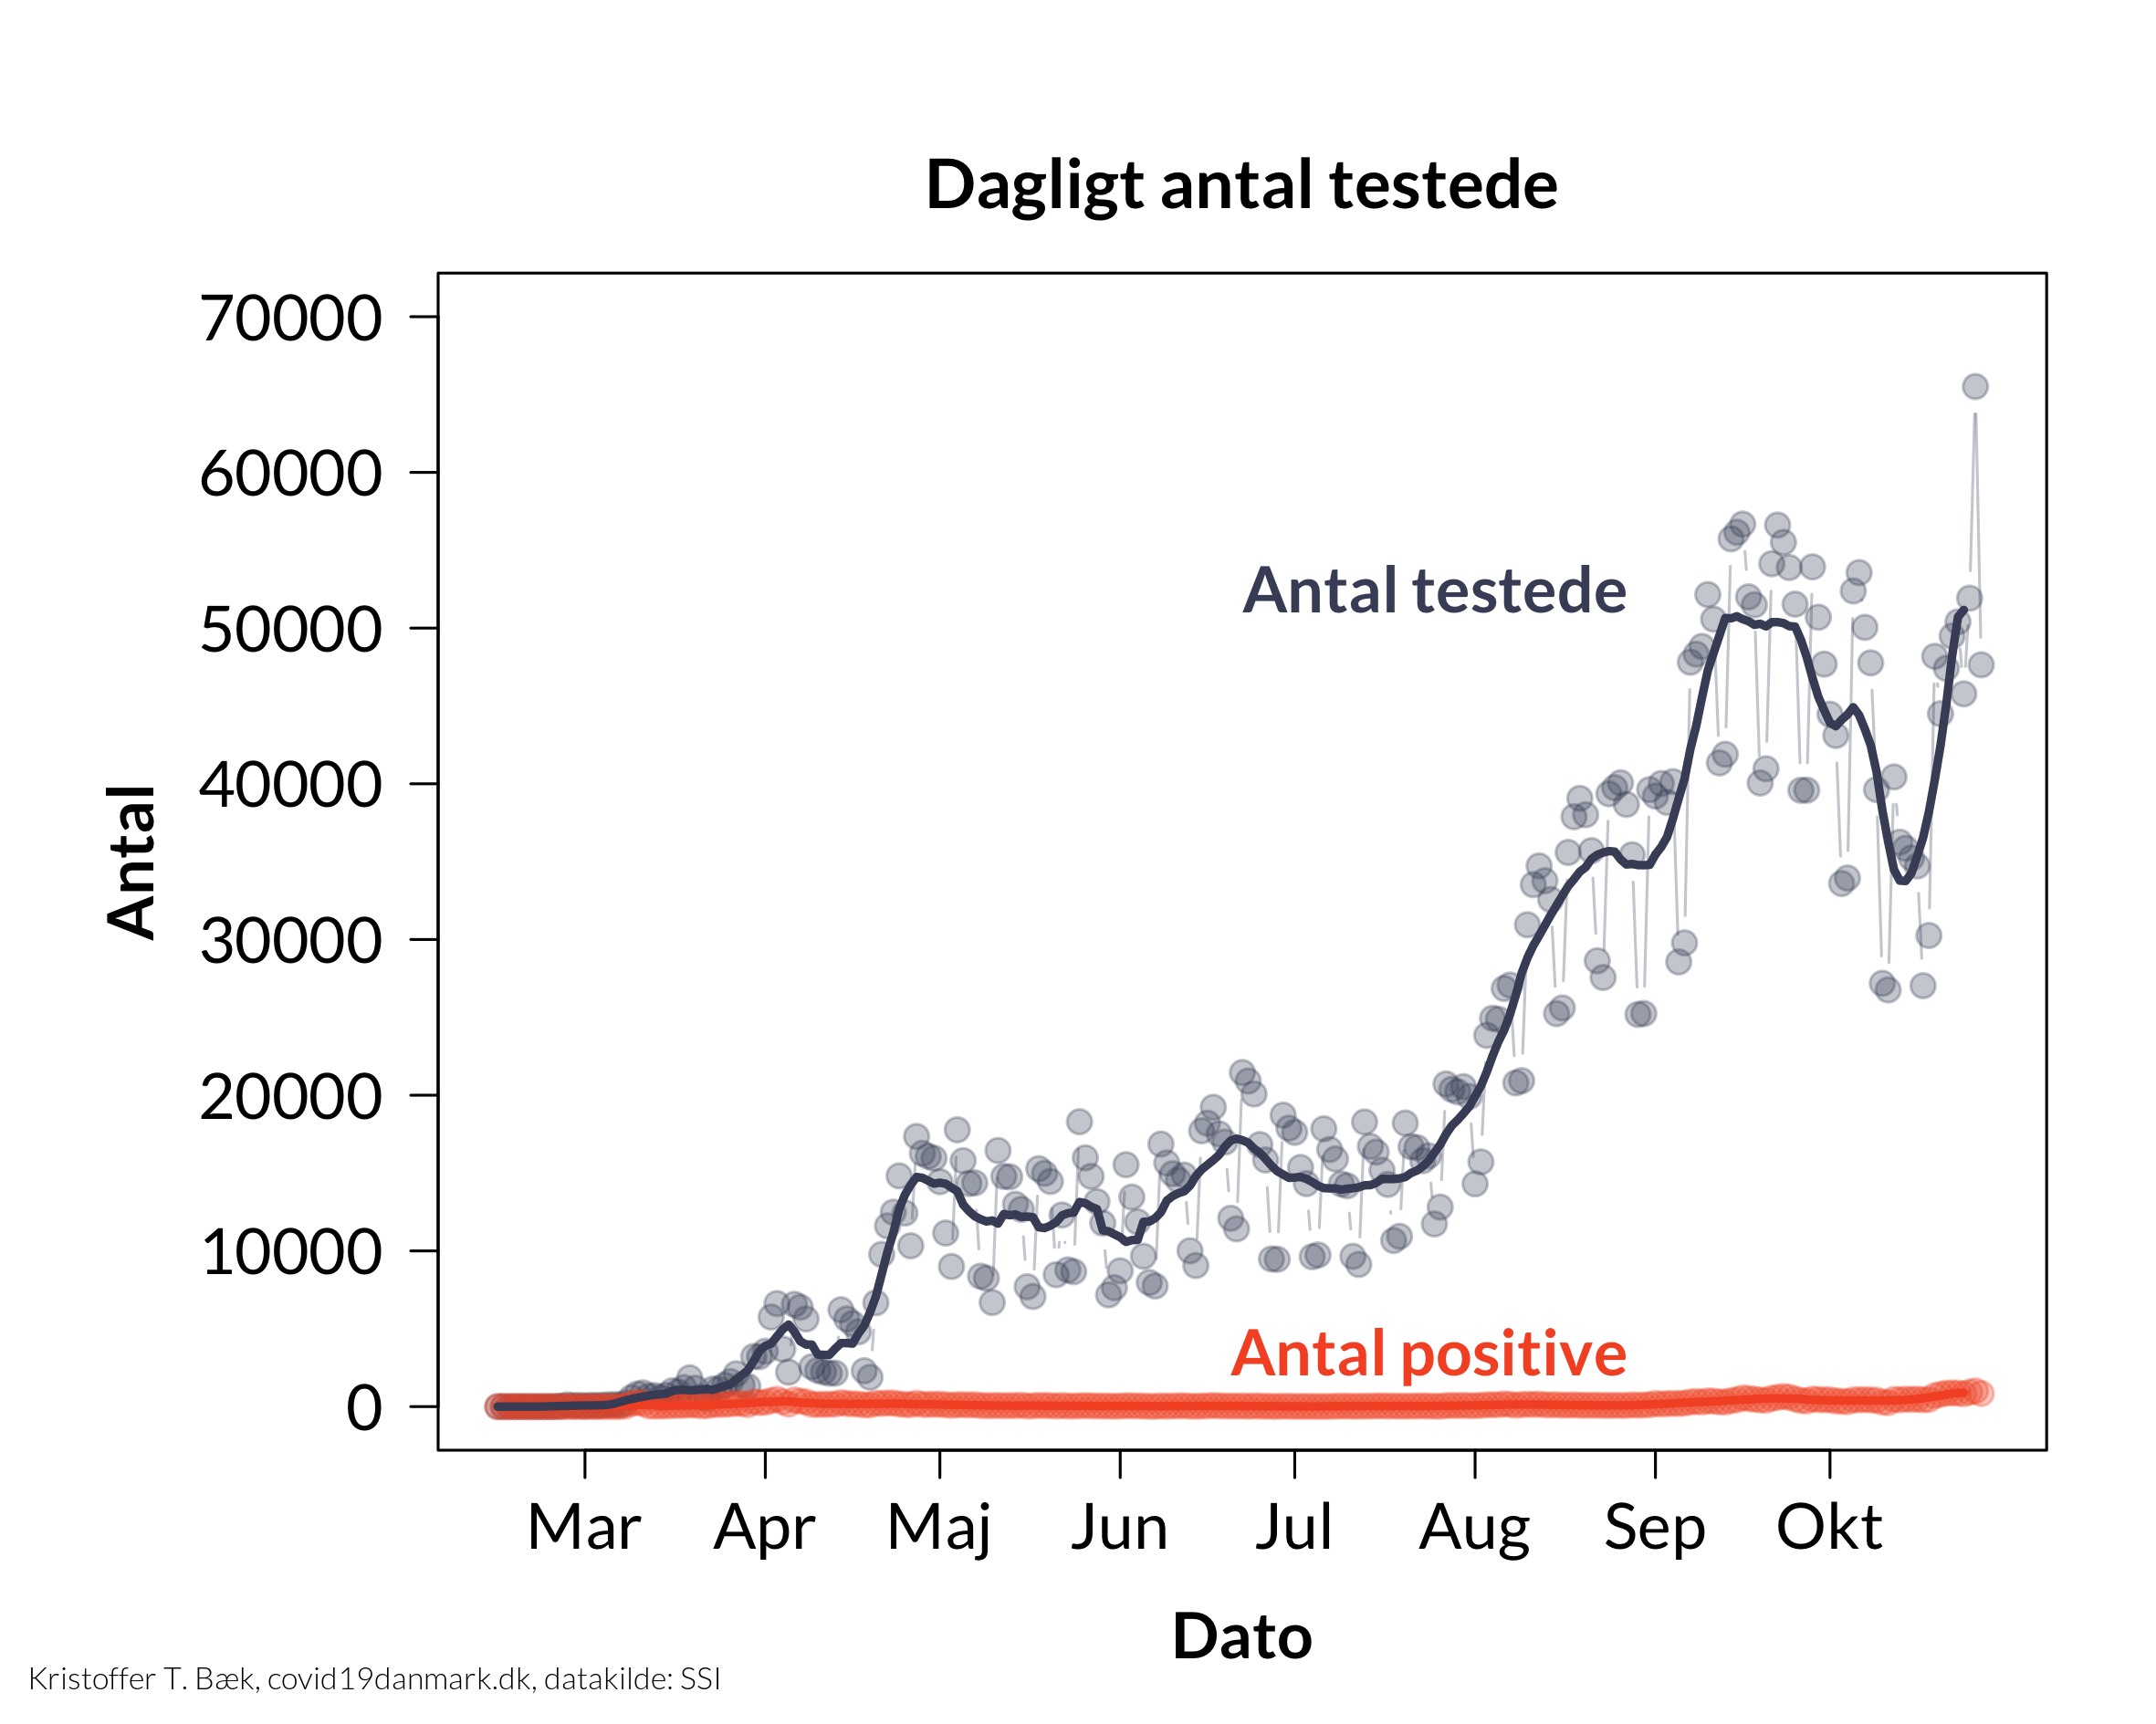 Dagligt antal testede
70000
60000
50000
40000
30000
20000
10000
0
Antal
Antal testede
Antal positive
Mar Apr Maj Jun Jul Aug Sep Okt
Dato
Kristoffer T. Bæk, covid19danmark.dk, datakilde: SSI